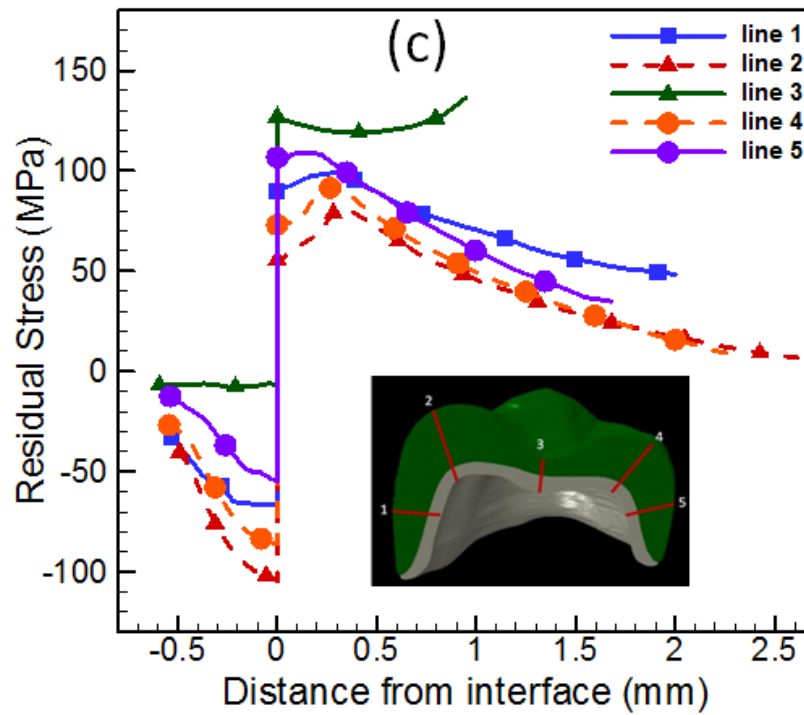 (c)
line 1
line 2
line 3
line 4
line 5
Residual Stress (MPa)
150
100
50
0
-50
-100
2
3
4
1
5
-0.5 0 0.5 1 1.5 2 2.5
Distance from interface (mm)